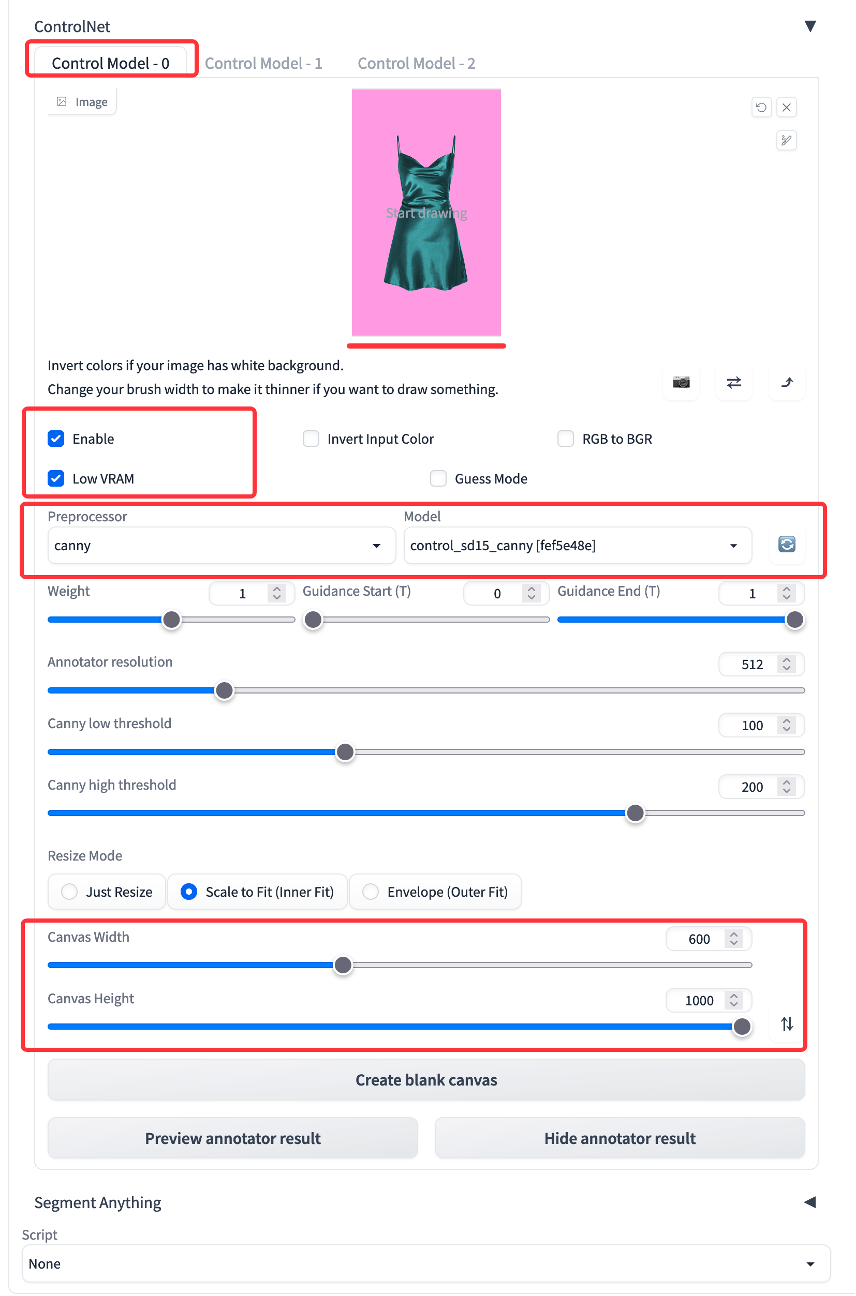 ControlNet
Control Model - 0
Control Model - 1
Control Model - 2
Image
Start drawing
Invert colors if your image has white background.
Change your brush width to make it thinner if you want to draw something.
Enable
Invert Input Color
RGB to BGR
Low VRAM
Guess Mode
Preprocessor
Model
canny
control_sd15_canny [fef5e48e]
Weight
1
Guidance Start (T)
0
Guidance End (T)
1
Annotator resolution
512
Canny low threshold
100
Canny high threshold
200
Resize Mode
Just Resize
Scale to Fit (Inner Fit)
Envelope (Outer Fit)
Canvas Width
600
Canvas Height
1000
Create blank canvas
Preview annotator result
Hide annotator result
Segment Anything
Script
None